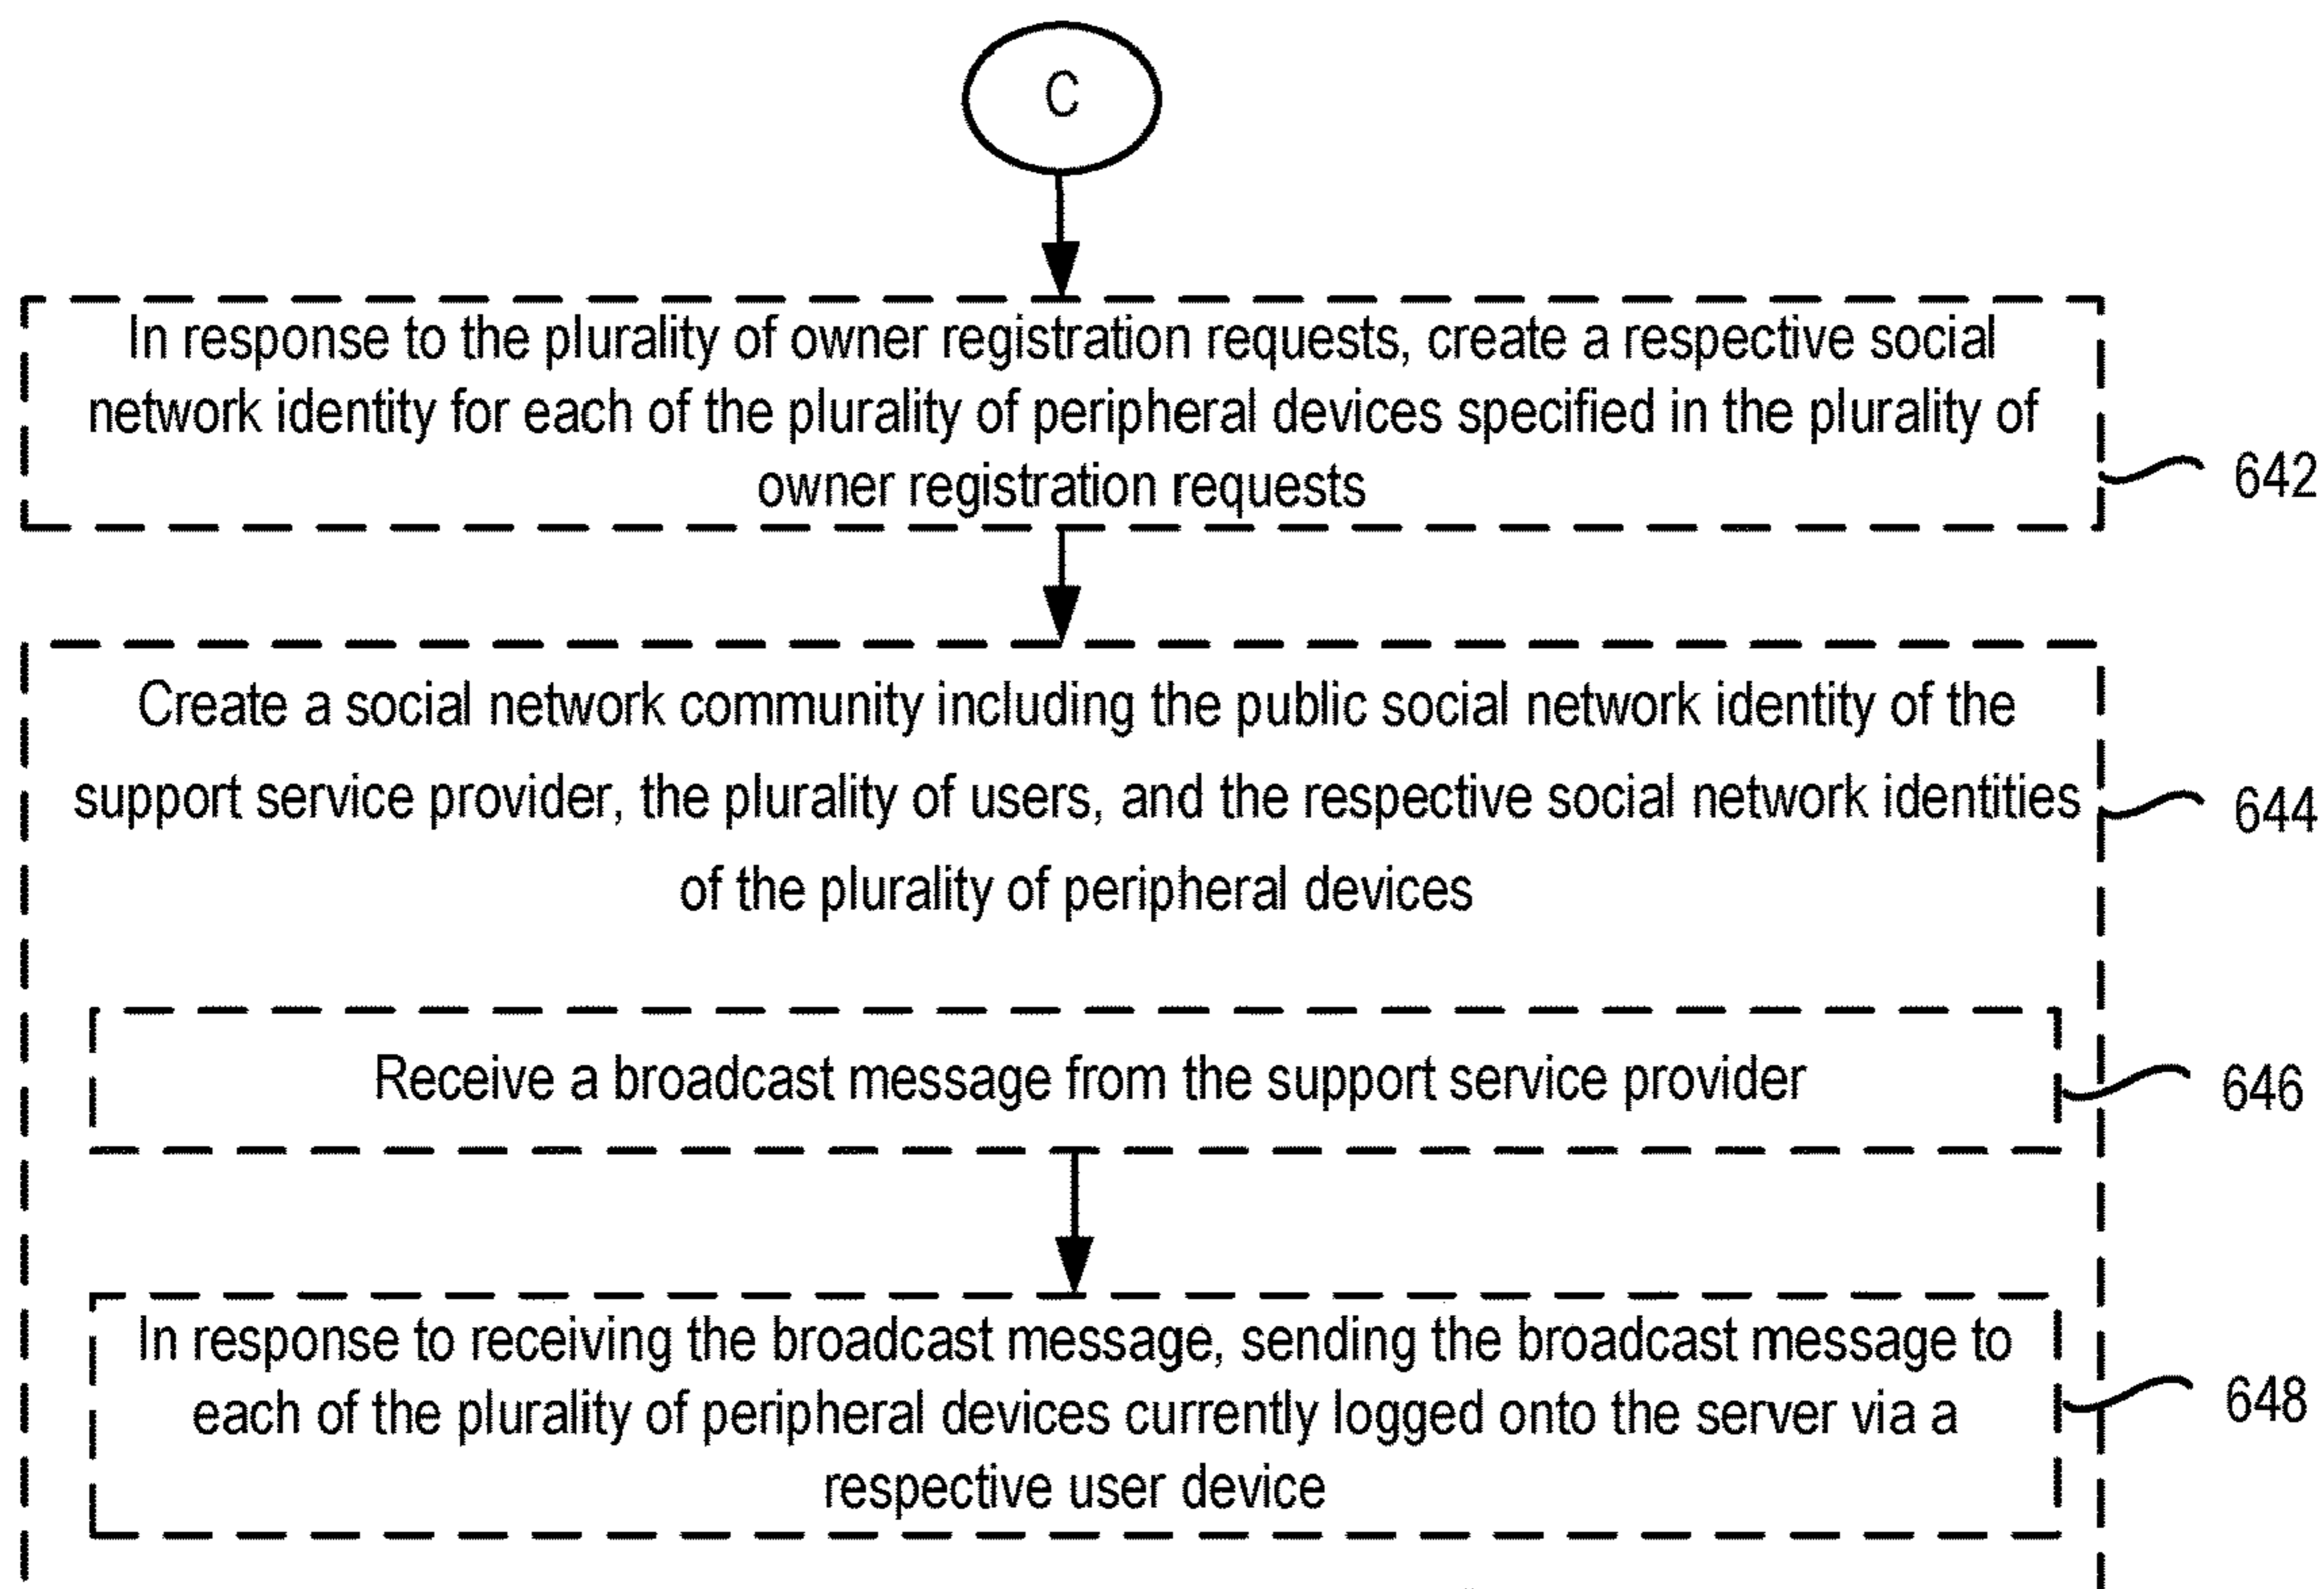 C
In response to the plurality of owner registration requests, create a respective social
network identity for each of the plurality of peripheral devices specified in the plurality of
owner registration requests
642
Create a social network community including the public social network identity of the
support service provider, the plurality of users, and the respective social network identities
644
of the plurality of peripheral devices
Receive a broadcast message from the support service provider
646
In response to receiving the broadcast message, sending the broadcast message to
each of the plurality of peripheral devices currently logged onto the server via a
648
respective user device